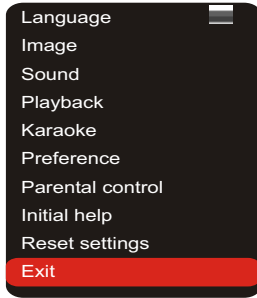 Language
Image
Sound
Playback
Karaoke
Preference
Parental control
Initial help
Reset settings
Exit